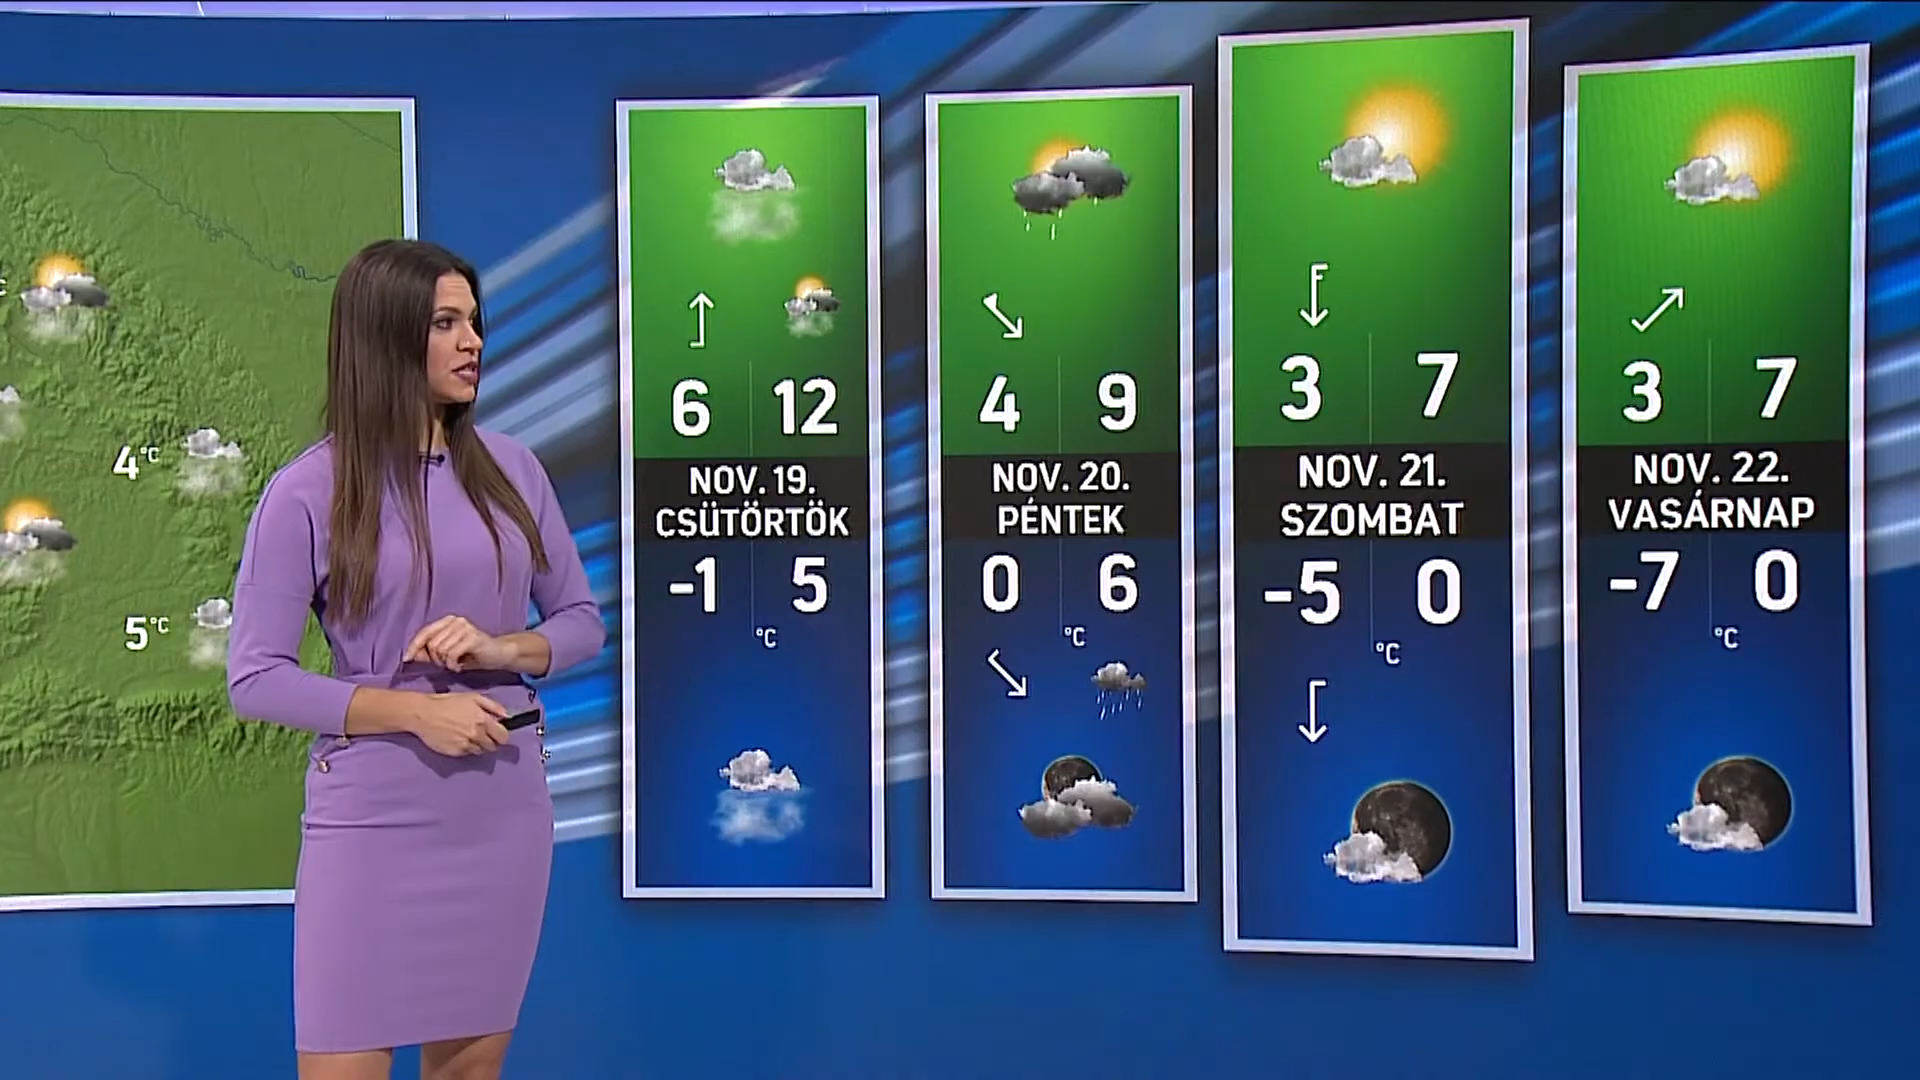 4°C
5°C
6 12
NOV. 19.
CSÜTÖRTÖK
-1 5
°C
4 9
NOV. 20.
PÉNTEK
0 6
°C
3 7
NOV. 21.
SZOMBAT
-5 0
°C
3 7
NOV. 22.
VASÁRNAP
-7 0
°C